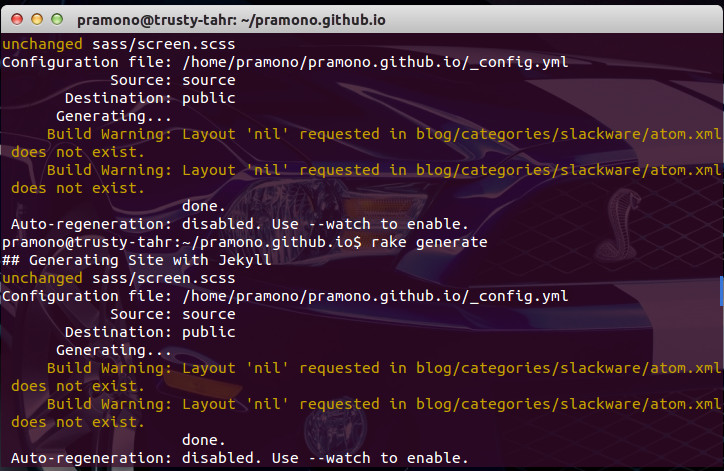 pramono@trusty-tahr: ~/pramono.github.io
unchanged sass/screen.scss
Configuration file: /home/pramono/pramono.github.io/_config.yml
Source: source
Destination: public
Generating...
Build Warning: Layout 'nil' requested in blog/categories/slackware/atom.xml
does not exist.
Build Warning: Layout 'nil' requested in blog/categories/slackware/atom.xml
does not exist.
done.
Auto-regeneration: disabled. Use --watch to enable.
pramono@trusty-tahr:~/pramono.github.io$ rake generate
## Generating Site with Jekyll
unchanged sass/screen.scss
Configuration file: /home/pramono/pramono.github.io/_config.yml
Source: source
Destination: public
Generating...
Build Warning: Layout 'nil' requested in blog/categories/slackware/atom.xml
does not exist.
Build Warning: Layout 'nil' requested in blog/categories/slackware/atom.xml
does not exist.
done.
Auto-regeneration: disabled. Use --watch to enable.